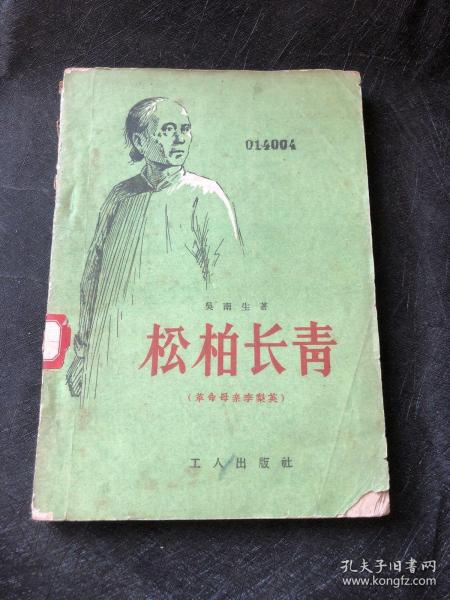 014004
吳南生著
松柏长青
(革命母亲李梨英)
工人出版社
孔夫子旧书网
www.kongfz.com